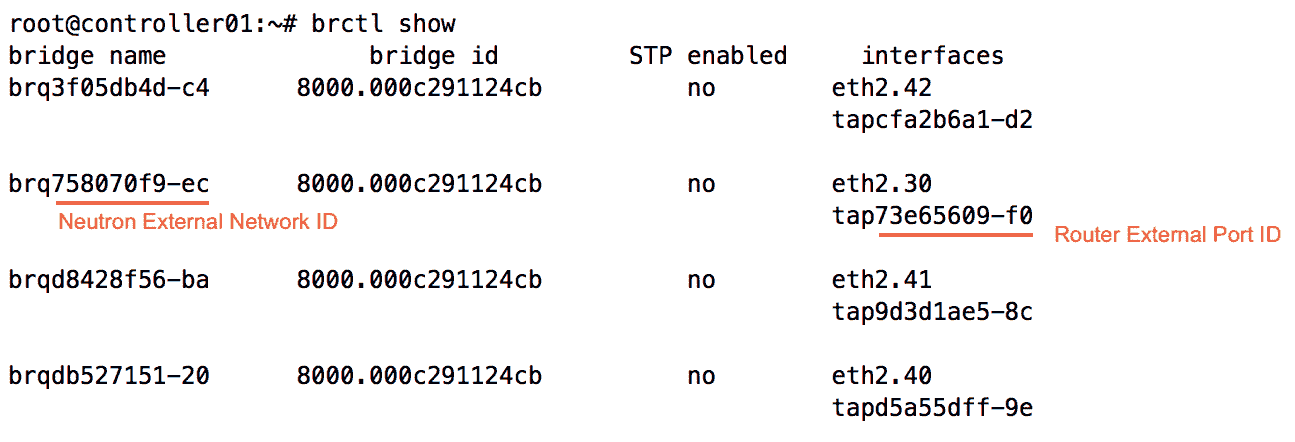 root@controller01:~# brctl show
bridge name bridge id STP enabled interfaces
brq3f05db4d-c4 8000.000c291124cb no eth2.42
tapcfa2b6a1-d2
brq758070f9-ec 8000.000c291124cb no eth2.30
tap73e65609-f0
Neutron External Network ID
Router External Port ID
brqd8428f56-ba 8000.000c291124cb no eth2.41
tap9d3d1ae5-8c
brqdb527151-20 8000.000c291124cb no eth2.40
tapd5a55dff-9e